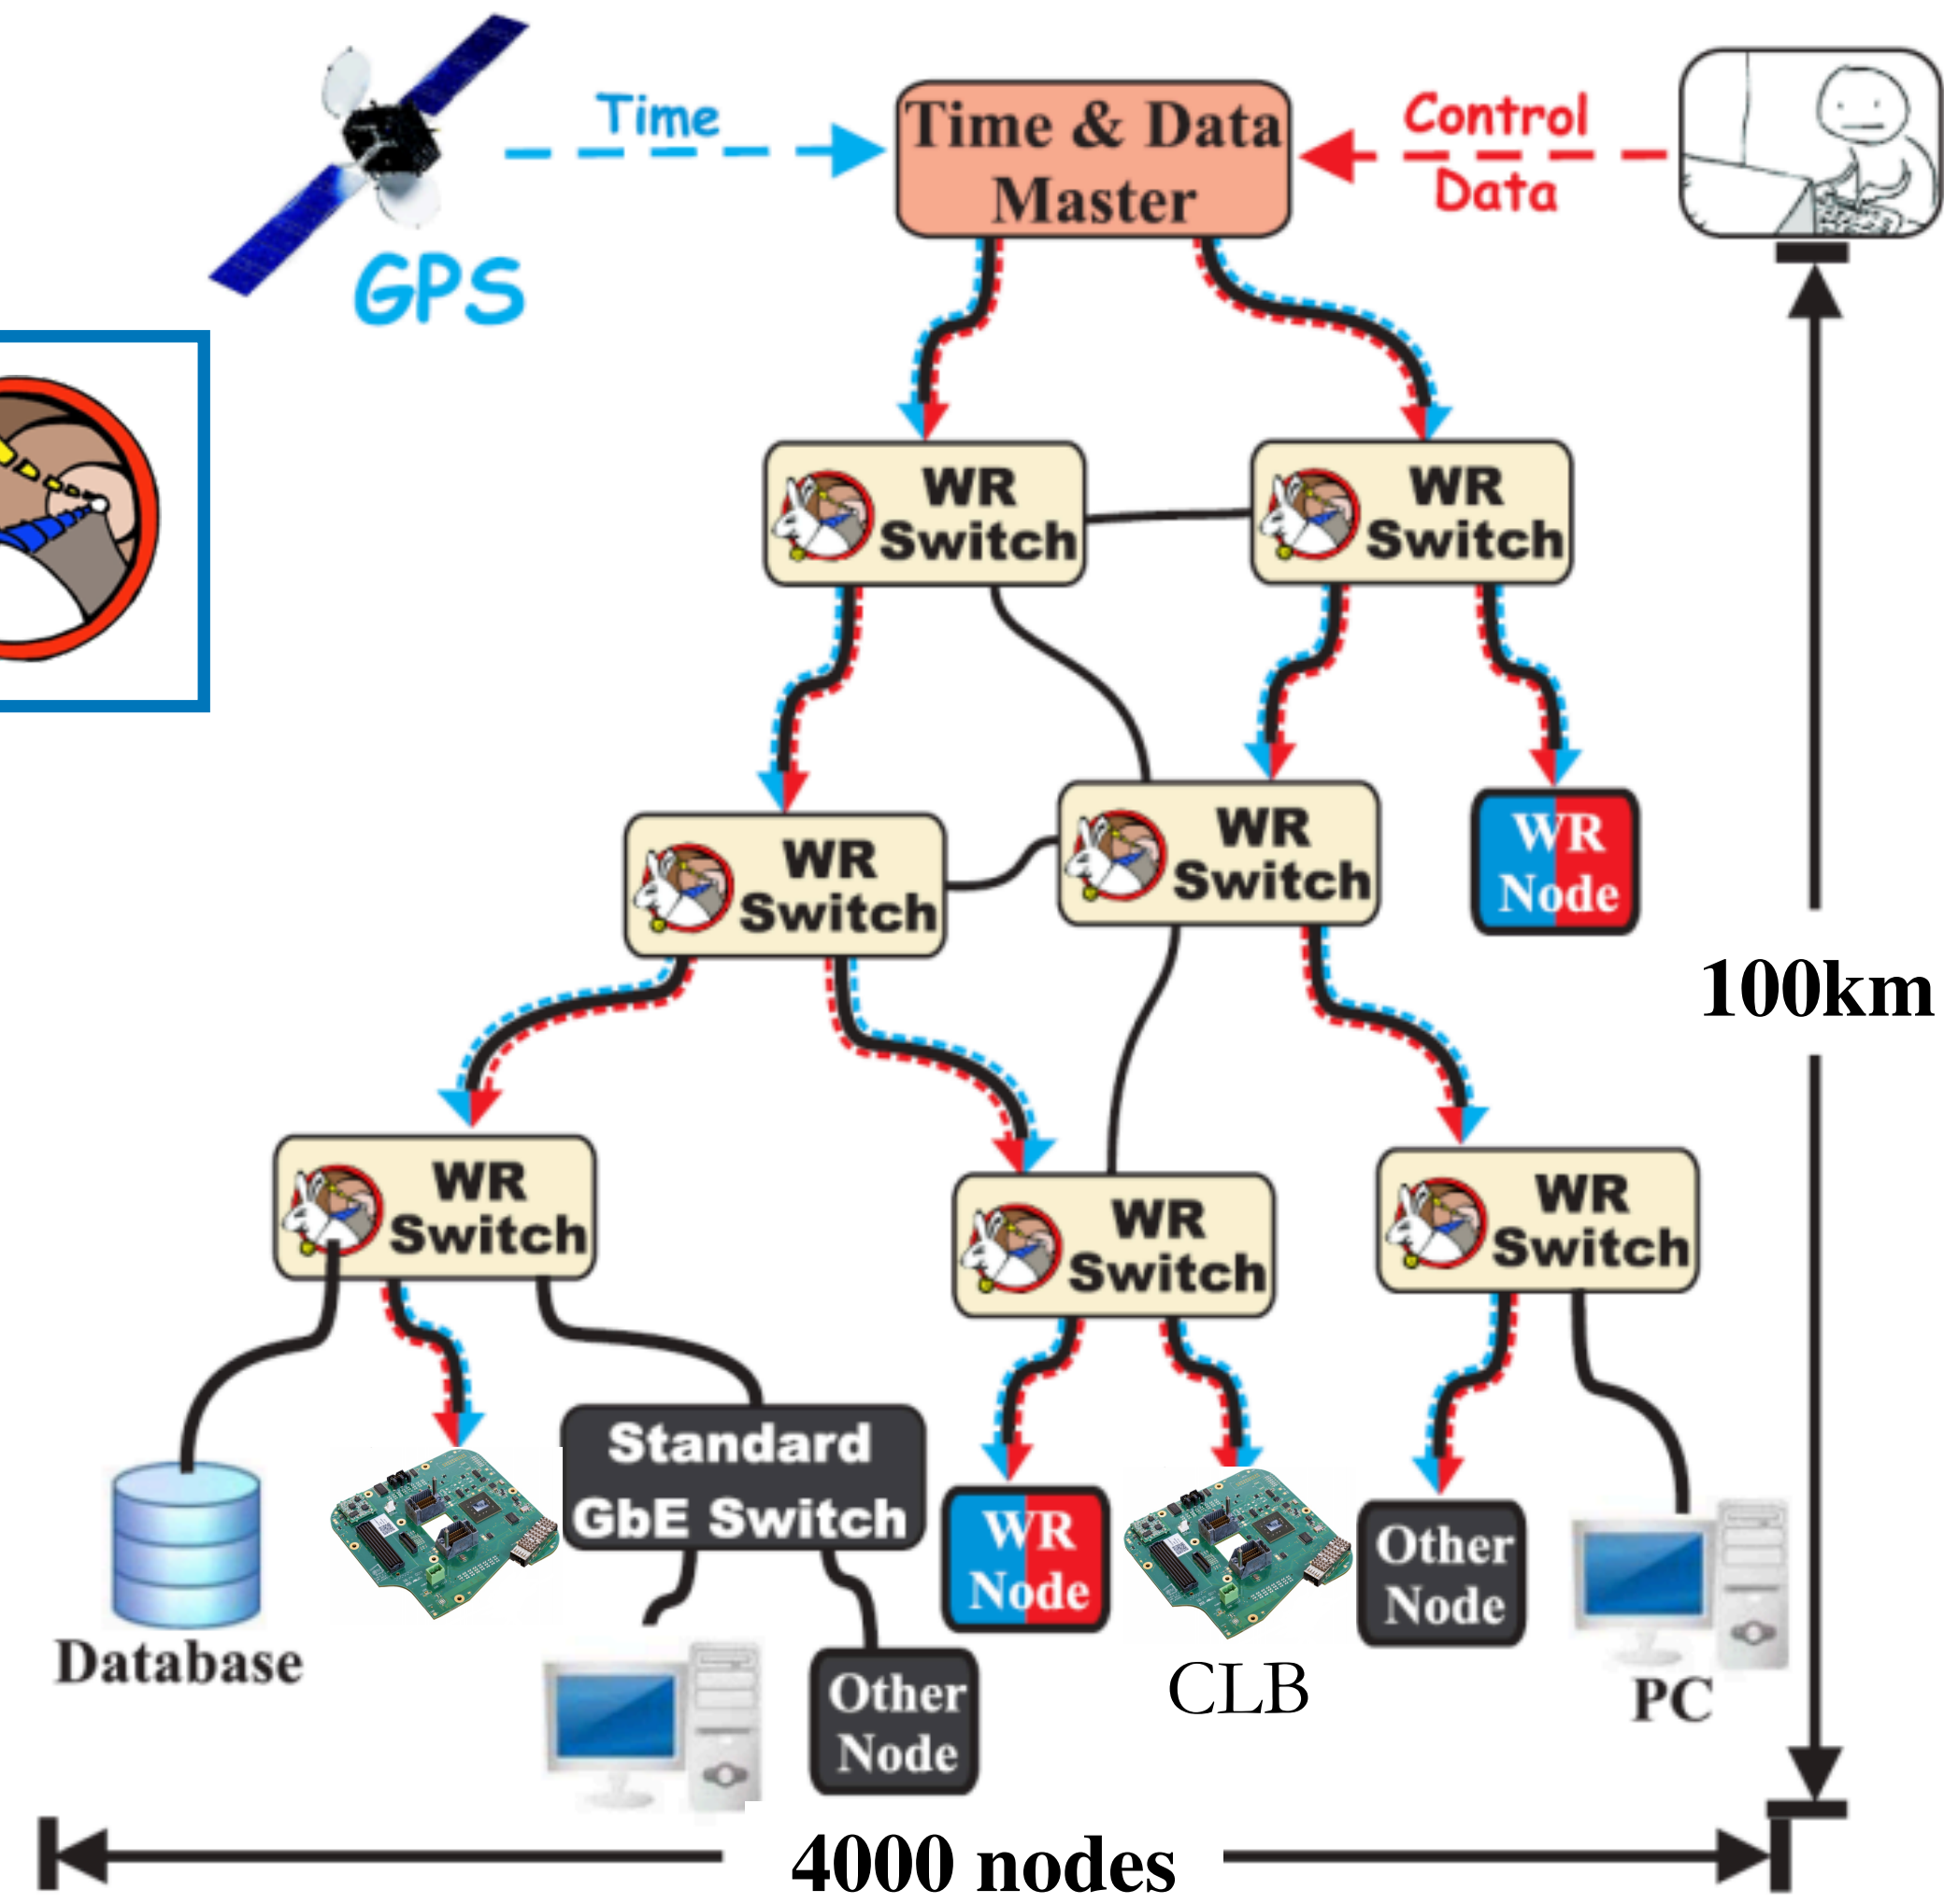 Time
Time & Data
Master
Control
Data
GPS
WR
Switch
WR
Switch
WR
Switch
WR
Switch
WR
Node
100km
WR
Switch
WR
Switch
WR
Switch
Standard
GbE Switch
WR
Node
Other
Node
Database
Other
Node
CLB
PC
4000 nodes